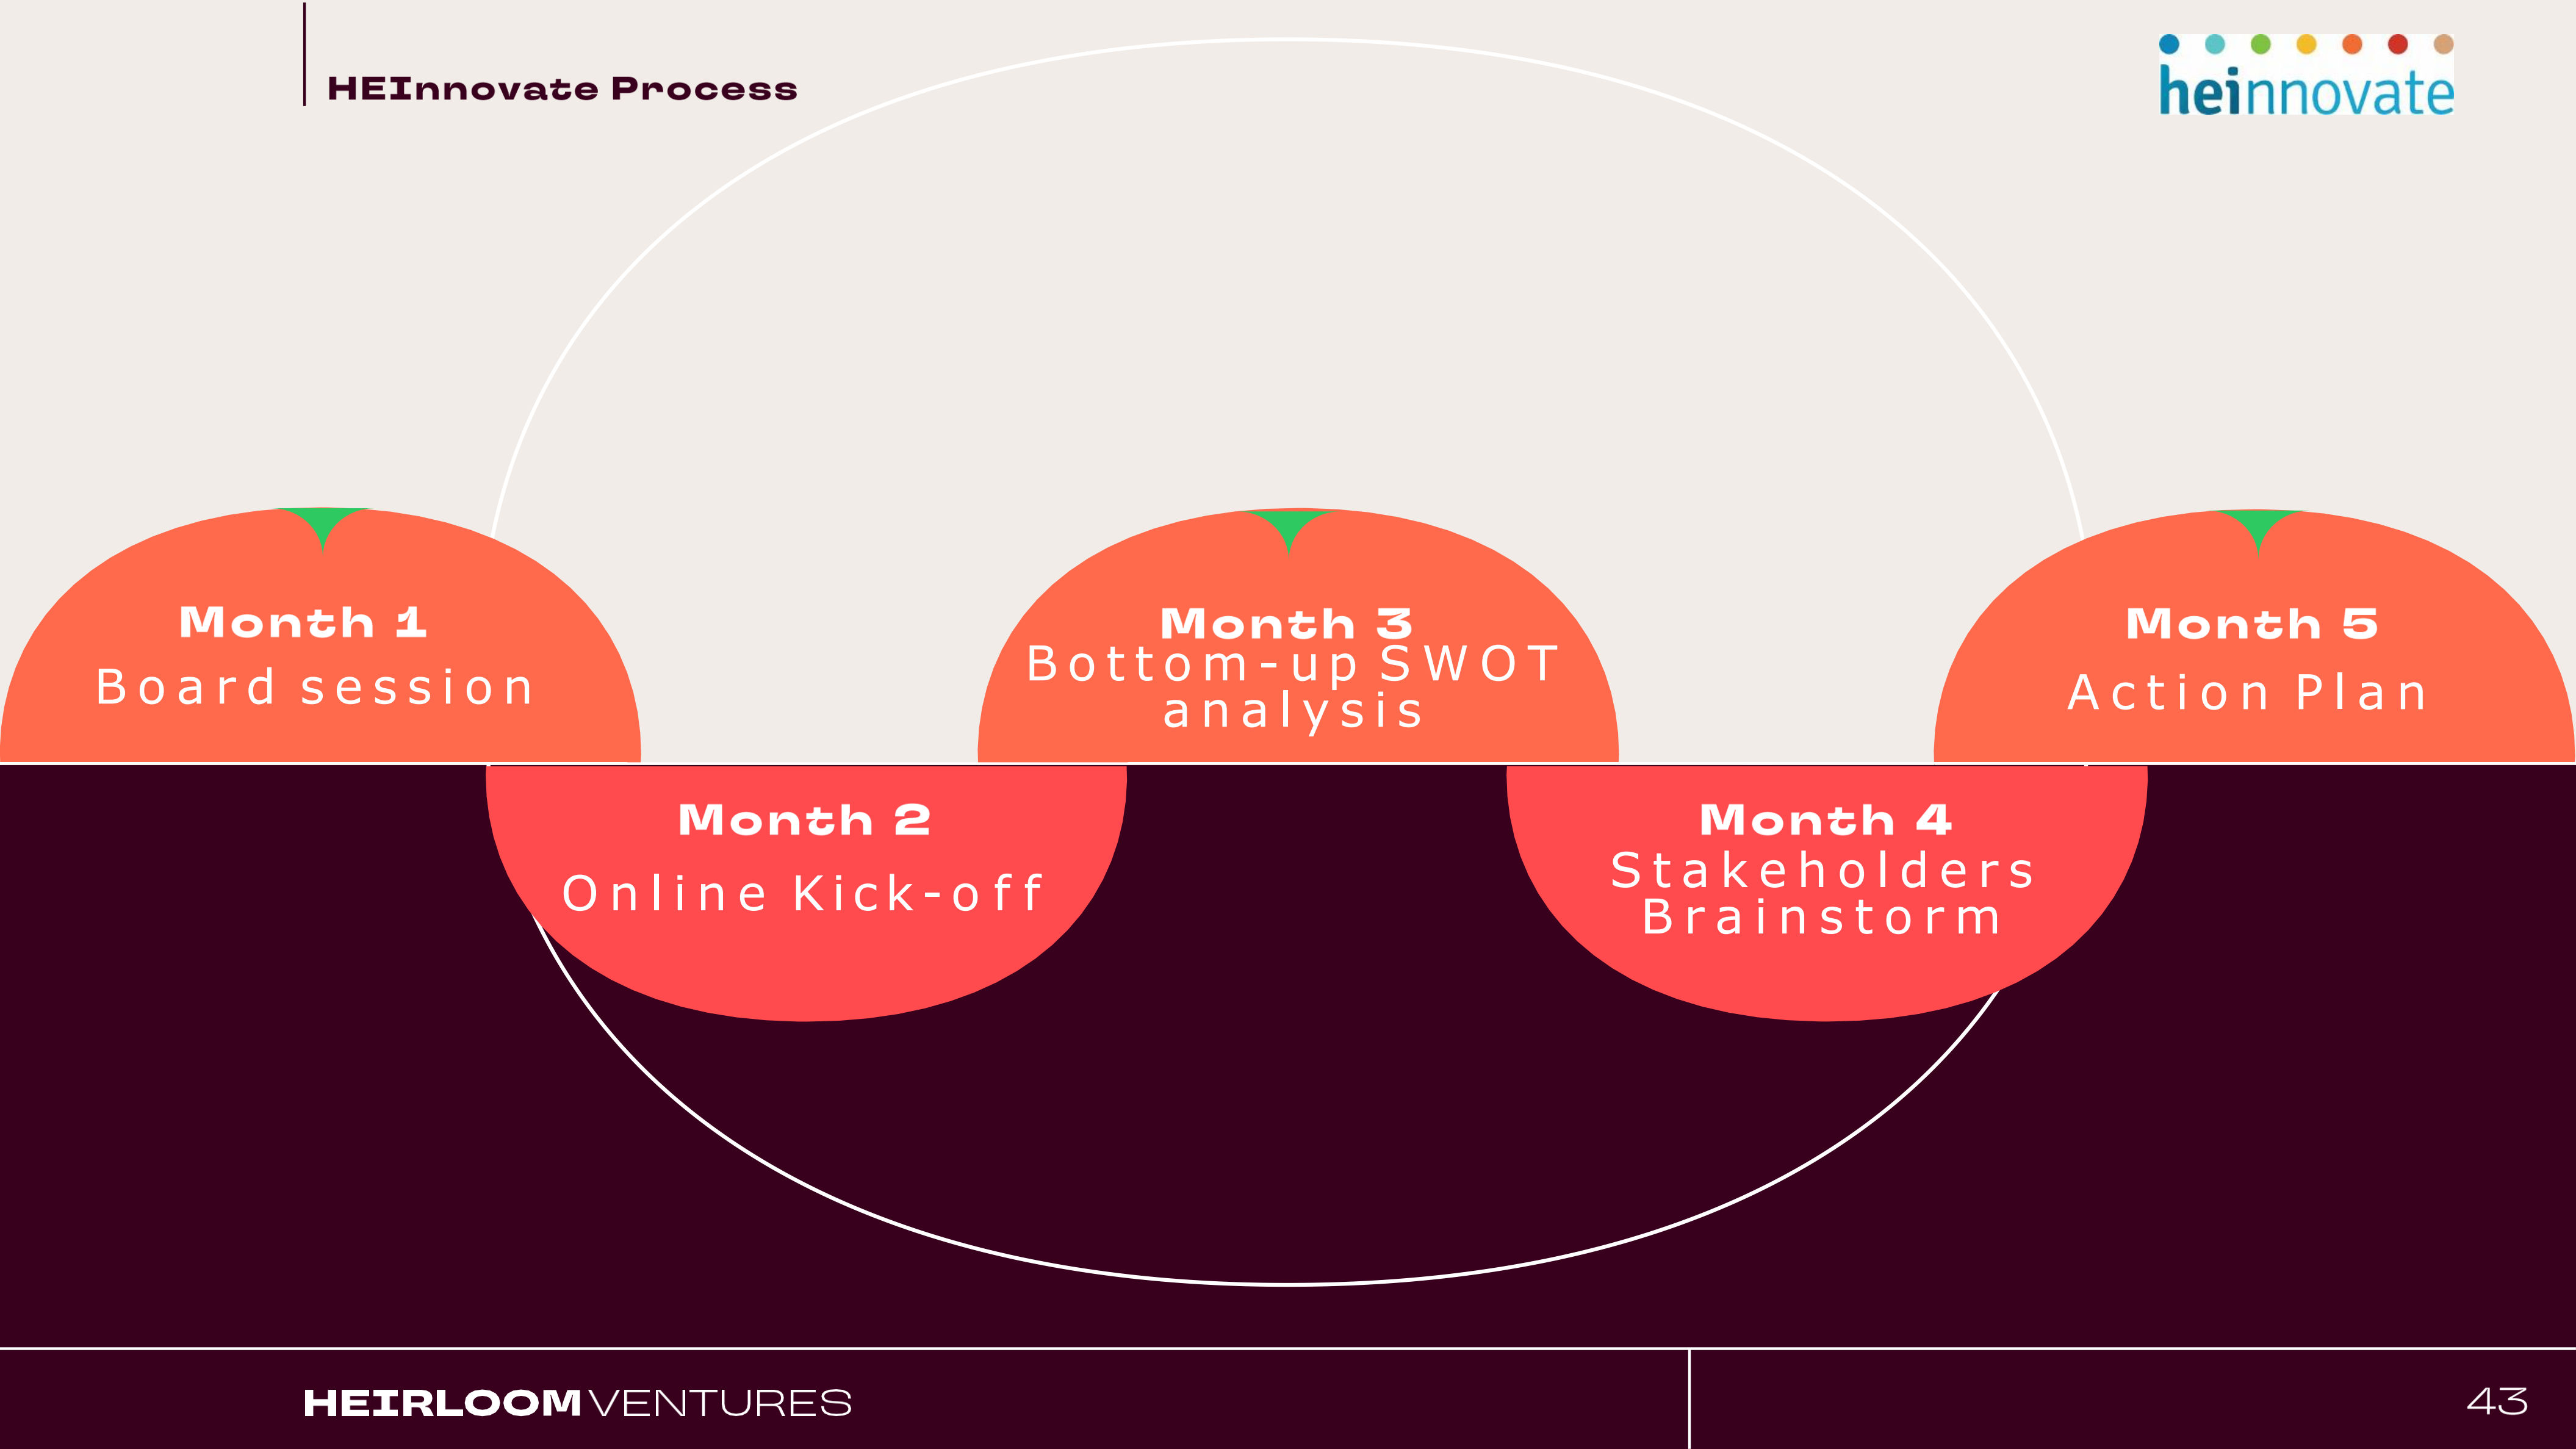 HEInnovate Process
heinnovate
Month 1
Board session
Month 2
Online Kick-off
Month 3
Bottom-up SWOT
analysis
Month 4
Stakeholders
Brainstorm
Month 5
Action Plan
HEIRLOOM VENTURES
43